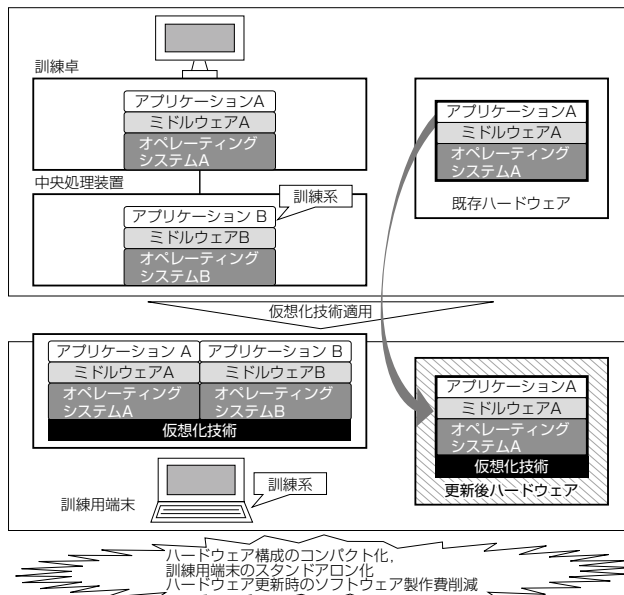 訓練卓
アプリケーションA
ミドルウェアA
オペレーティング
システムA
中央処理装置
訓練系
アプリケーション B
ミドルウェアB
オペレーティング
システムB
アプリケーションA
ミドルウェアA
オペレーティング
システムA
既存ハードウェア
仮想化技術適用
アプリケーション A
アプリケーション B
ミドルウェアA
ミドルウェアB
オペレーティング
システムA
オペレーティング
システムB
仮想化技術
訓練用端末
訓練系
アプリケーションA
ミドルウェアA
オペレーティング
システムA
仮想化技術
更新後ハードウェア
ハードウェア構成のコンパクト化,
訓練用端末のスタンドアロン化
ハードウェア更新時のソフトウェア製作費削減